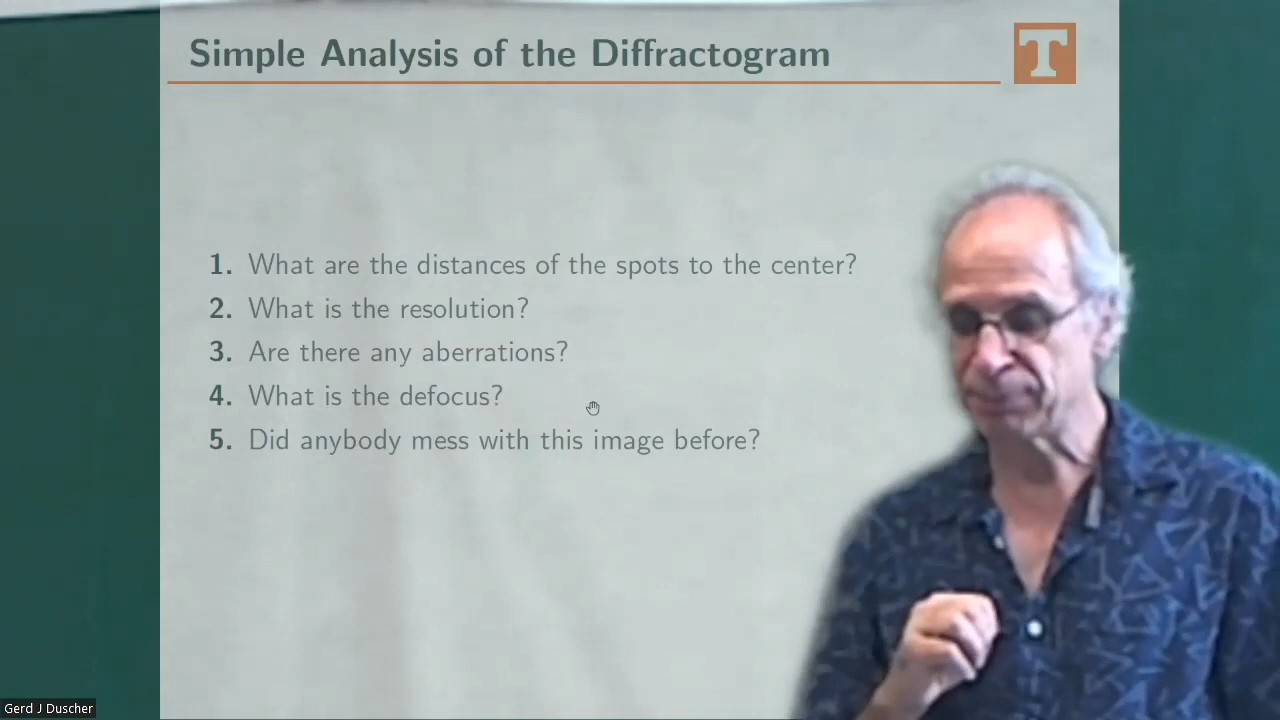 Simple Analysis of the Diffractogram
T
1. What are the distances of the spots to the center?
2. What is the resolution?
3. Are there any aberrations?
4. What is the defocus?
5. Did anybody mess with this image before?
Gerd J Duscher